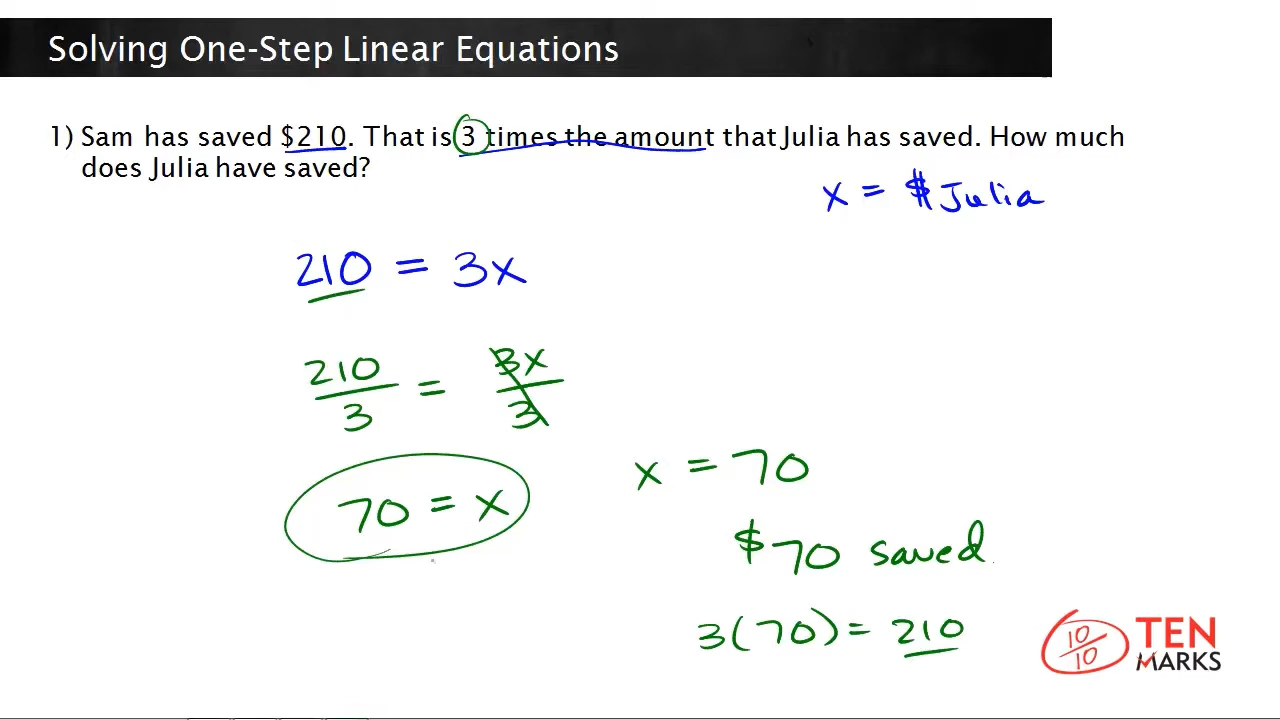 Solving One-Step Linear Equations
1) Sam has saved $210. That is 3 times the amount that Julia has saved. How much
does Julia have saved?
x = $ Julia
210 = 3x
210/3 = 3x/3
70 = x
x = 70
$70 saved
3(70) = 210
10/10 TEN
MARKS